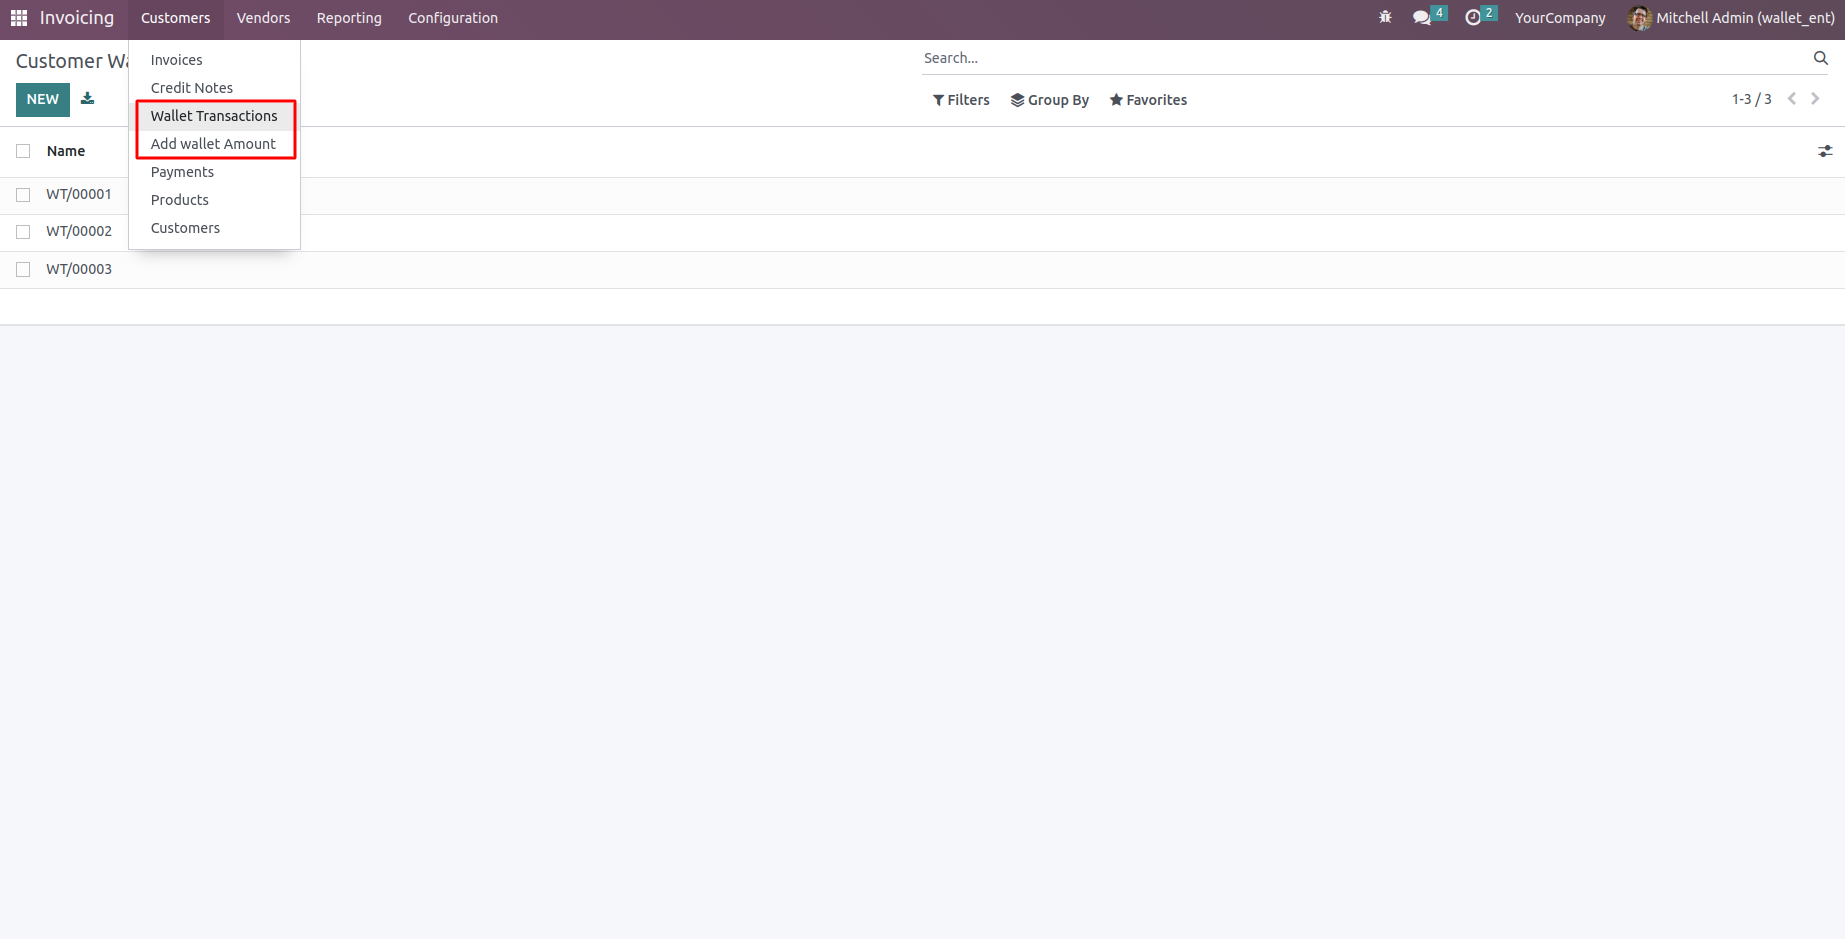 Invoicing Customers Vendors Reporting Configuration 4 2 YourCompany Mitchell Admin (wallet_ent)
Customer Wa
Search...
NEW
Filters Group By Favorites 1-3 / 3
Invoices
Credit Notes
Wallet Transactions
Add wallet Amount
Payments
Products
Customers
Name
WT/00001
WT/00002
WT/00003